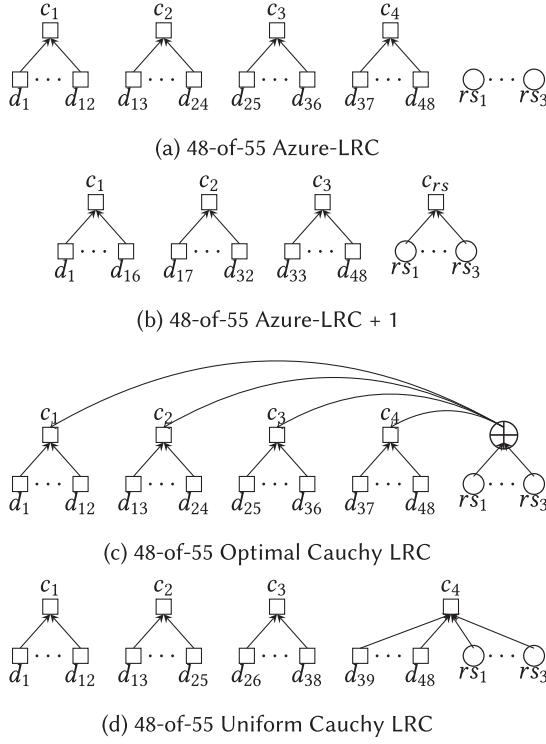 c1 c2 c3 c4
d1 ... d12 d13 ... d24 d25 ... d36 d37 ... d48 rs1 ... rs3
(a) 48-of-55 Azure-LRC
c1 c2 c3 crs
d1 ... d16 d17 ... d32 d33 ... d48 rs1 ... rs3
(b) 48-of-55 Azure-LRC + 1
c1 c2 c3 c4
d1 ... d12 d13 ... d24 d25 ... d36 d37 ... d48 rs1 ... rs3
(c) 48-of-55 Optimal Cauchy LRC
c1 c2 c3 c4
d1 ... d12 d13 ... d25 d26 ... d38 d39 ... d48 rs1 ... rs3
(d) 48-of-55 Uniform Cauchy LRC